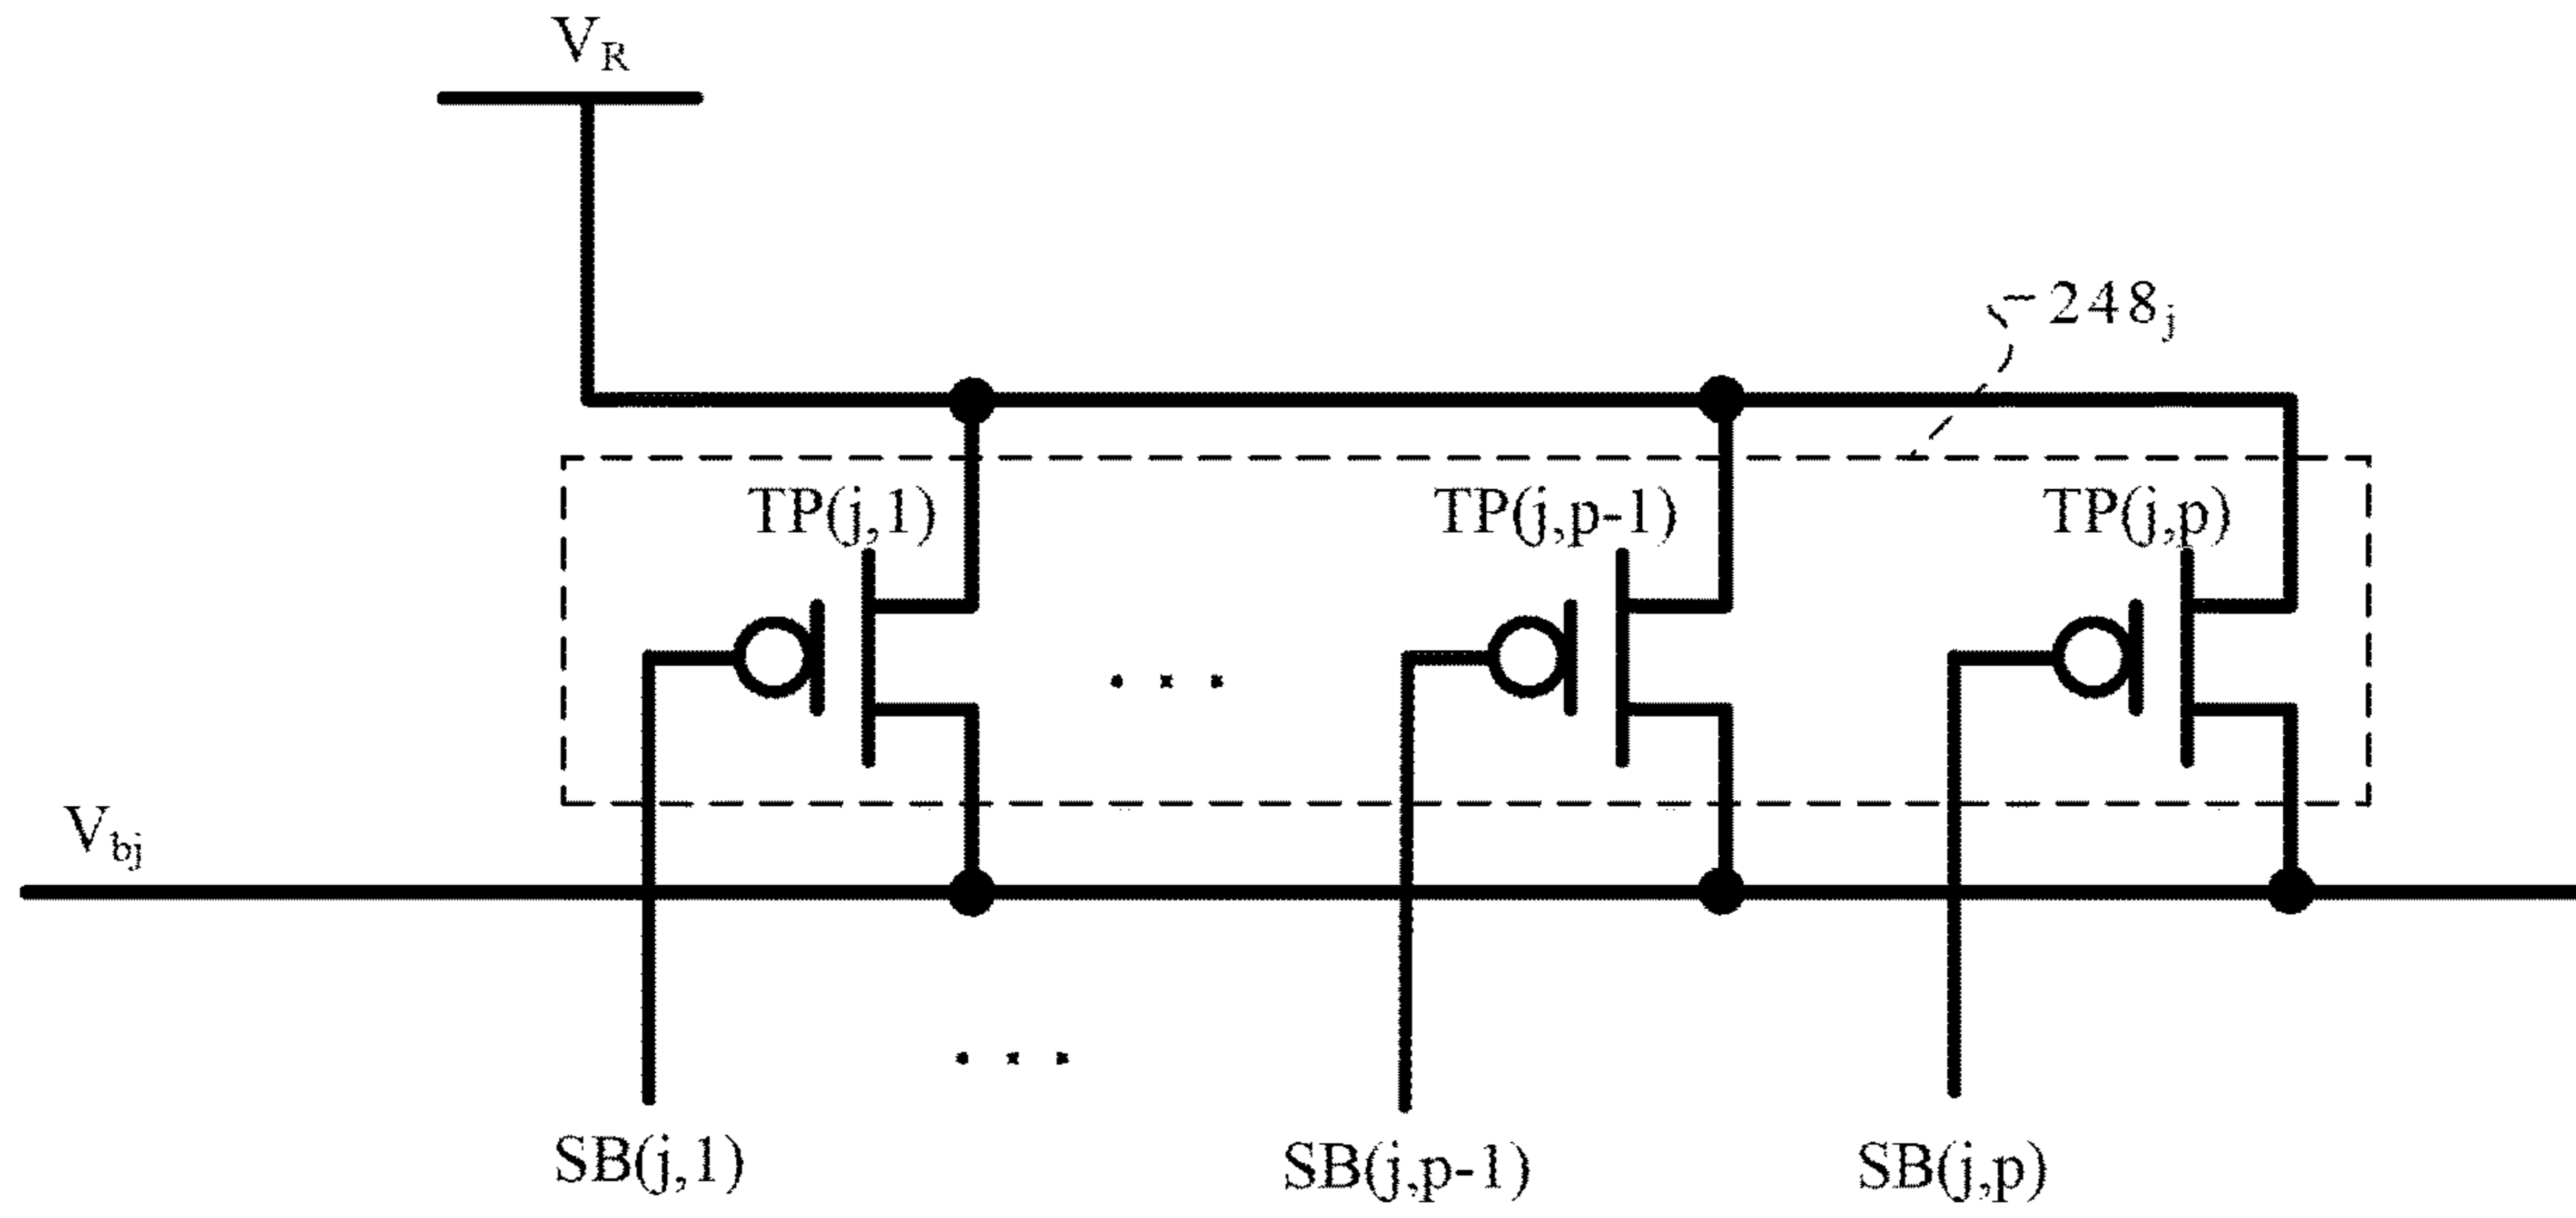 V_R
248_j
TP(j,1) TP(j,p-1) TP(j,p)
. . .
V_bj
. . .
SB(j,1) SB(j,p-1) SB(j,p)